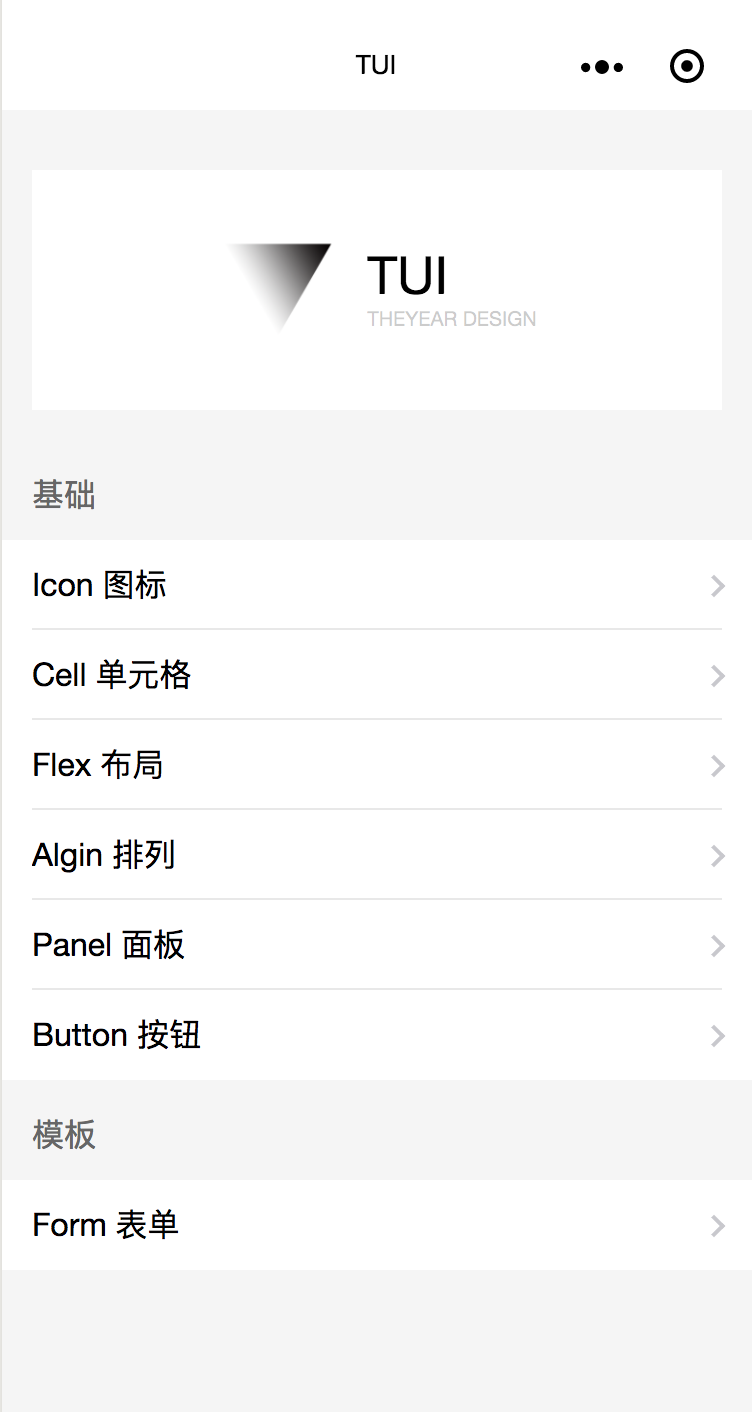 TUI
TUI
THEYEAR DESIGN
基础
Icon 图标
Cell 单元格
Flex 布局
Algin 排列
Panel 面板
Button 按钮
模板
Form 表单